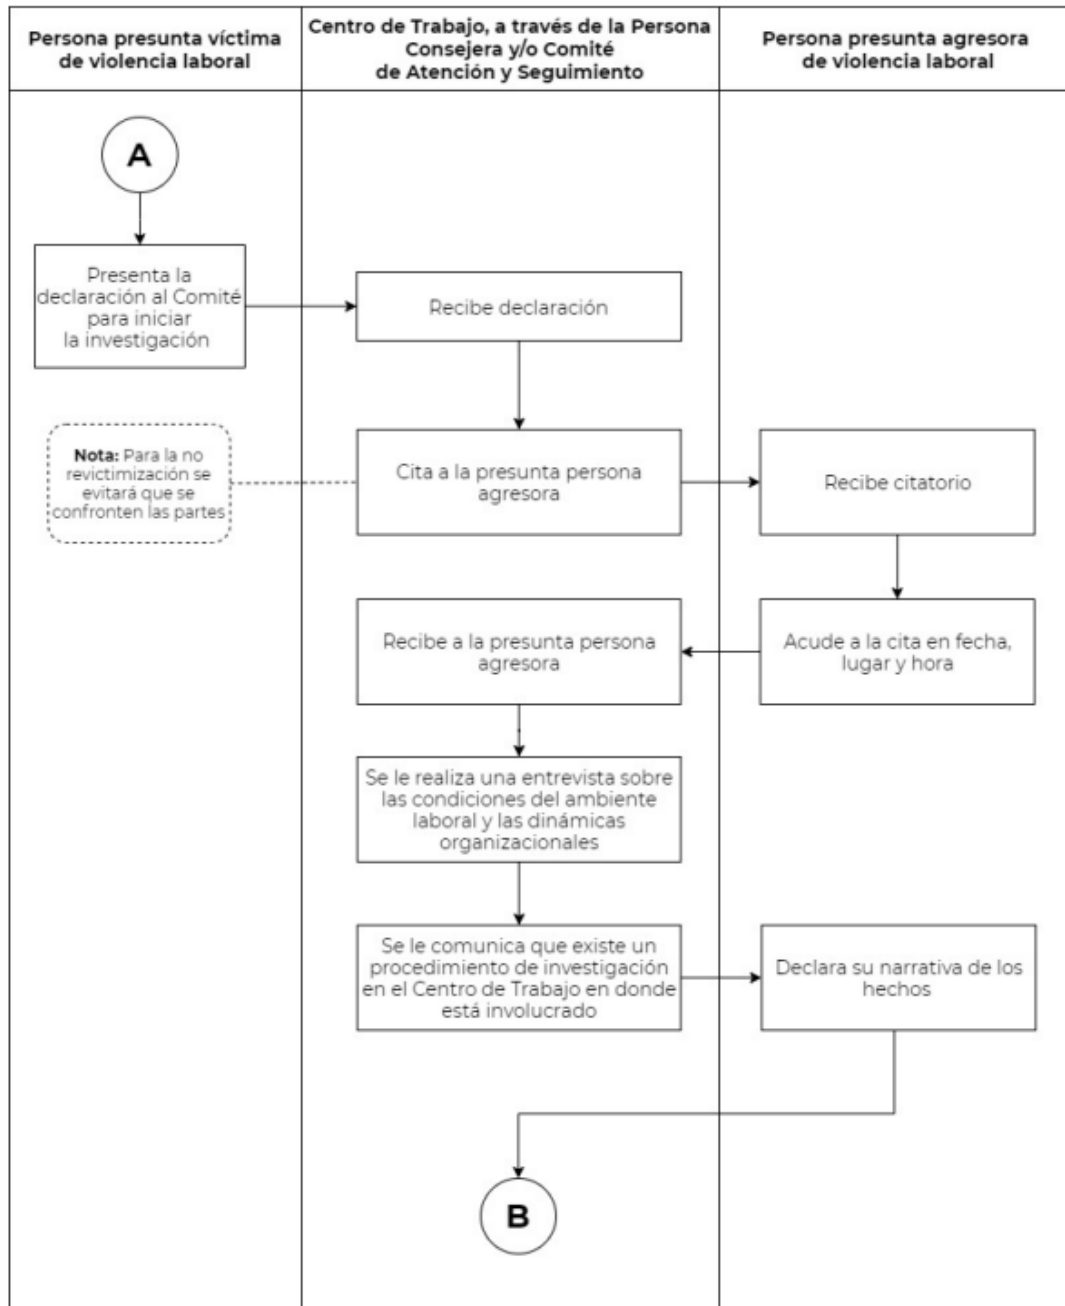 Persona presunta víctima
de violencia laboral
Centro de Trabajo, a través de la Persona
Consejera y/o Comité
de Atención y Seguimiento
Persona presunta agresora
de violencia laboral
A
Presenta la
declaración al Comité
para iniciar
la investigación
Recibe declaración
Nota: Para la no
revictimización se
evitará que se
confronten las partes
Cita a la presunta persona
agresora
Recibe citatorio
Recibe a la presunta persona
agresora
Acude a la cita en fecha,
lugar y hora
Se le realiza una entrevista sobre
las condiciones del ambiente
laboral y las dinámicas
organizacionales
Se le comunica que existe un
procedimiento de investigación
en el Centro de Trabajo en donde
está involucrado
Declara su narrativa de los
hechos
B